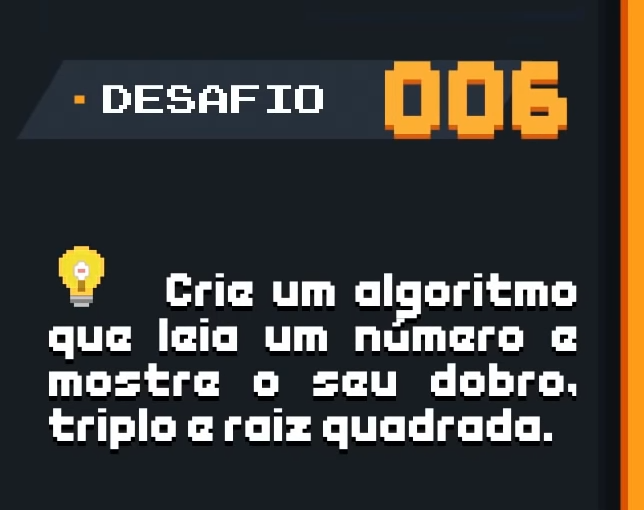 DESAFIO 006
Crie um algoritmo
que leia um número e
mostre o seu dobro,
triplo e raiz quadrada.